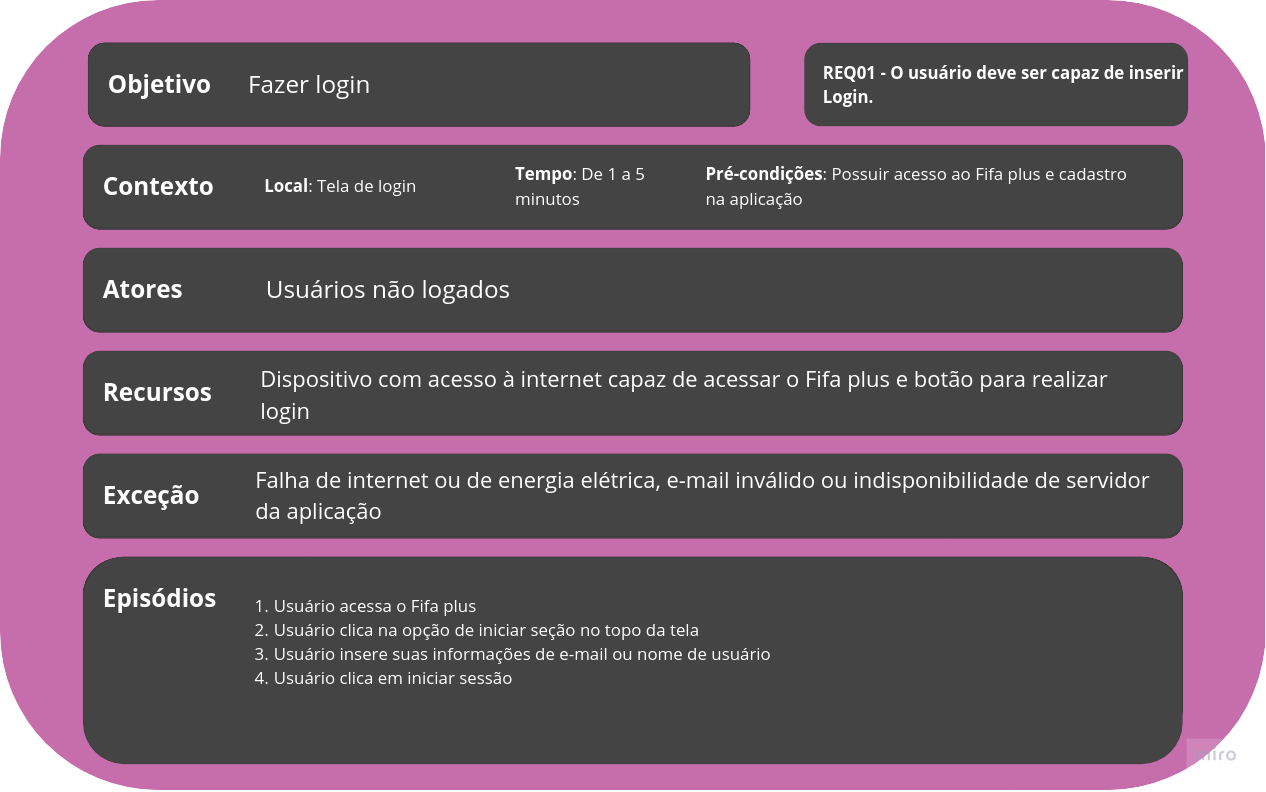 Objetivo Fazer login
REQ01 - O usuário deve ser capaz de inserir
Login.
Contexto
Local: Tela de login
Tempo: De 1 a 5
minutos
Pré-condições: Possuir acesso ao Fifa plus e cadastro
na aplicação
Atores Usuários não logados
Recursos
Dispositivo com acesso à internet capaz de acessar o Fifa plus e botão para realizar
login
Exceção
Falha de internet ou de energia elétrica, e-mail inválido ou indisponibilidade de servidor
da aplicação
Episódios
1. Usuário acessa o Fifa plus
2. Usuário clica na opção de iniciar seção no topo da tela
3. Usuário insere suas informações de e-mail ou nome de usuário
4. Usuário clica em iniciar sessão
miro